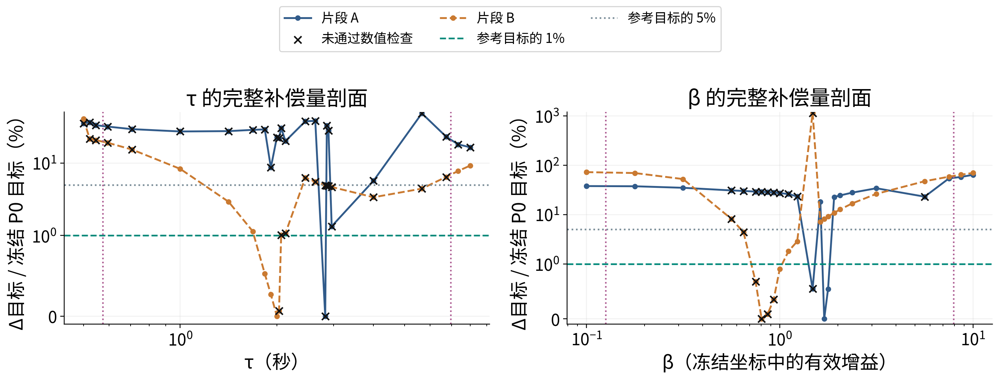 片段 A
片段 B
参考目标的 5%
未通过数值检查
参考目标的 1%
τ 的完整补偿量剖面
Δ目标 / 冻结 P0 目标（%）
10¹
10⁰
0
10⁰
τ（秒）
β 的完整补偿量剖面
Δ目标 / 冻结 P0 目标（%）
10³
10²
10¹
10⁰
0
10⁻¹
10⁰
10¹
β（冻结坐标中的有效增益）